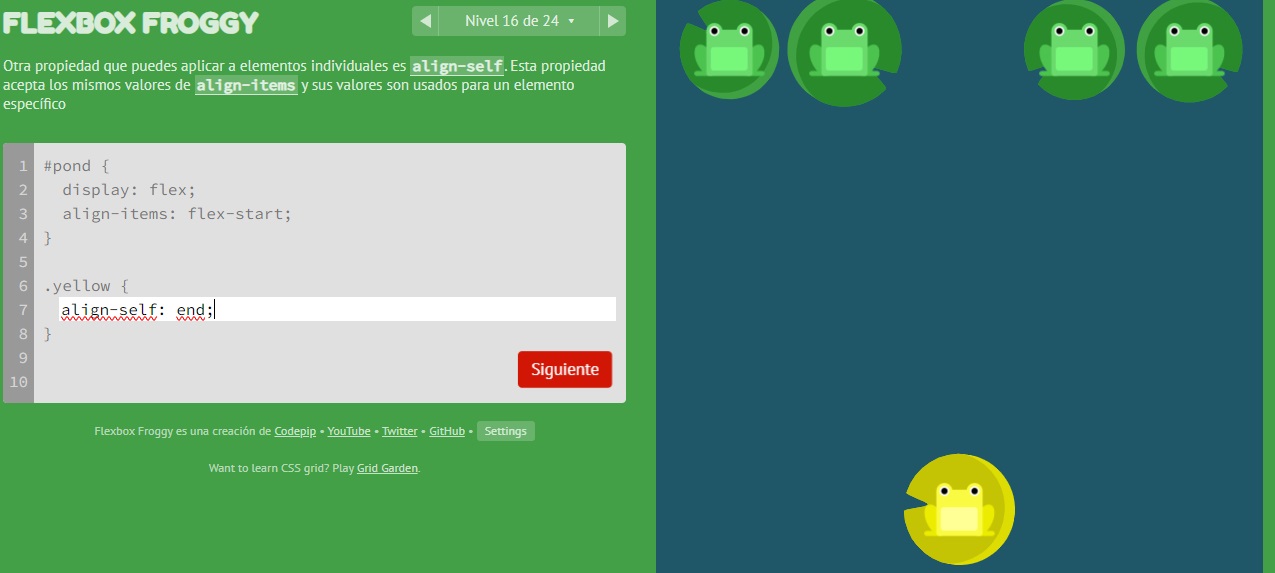 FLEXBOX FROGGY
Nivel 16 de 24
Otra propiedad que puedes aplicar a elementos individuales es align-self. Esta propiedad
acepta los mismos valores de align-items y sus valores son usados para un elemento
específico
1 #pond {
2 display: flex;
3 align-items: flex-start;
4 }
5
6 .yellow {
7 align-self: end;
8 }
9
10
Siguiente
Flexbox Froggy es una creación de Codepip • YouTube • Twitter • GitHub • Settings
Want to learn CSS grid? Play Grid Garden.